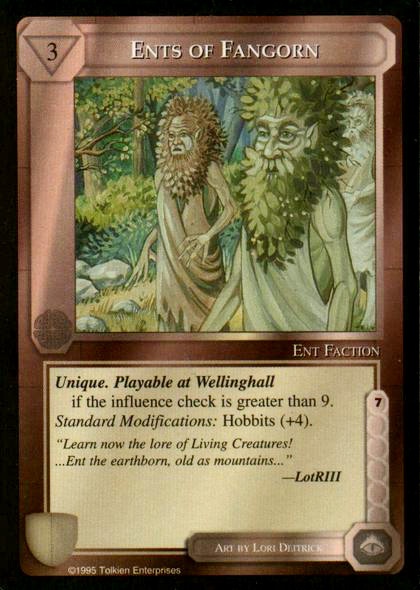 3
ENTS OF FANGORN
ENT FACTION
Unique. Playable at Wellinghall
if the influence check is greater than 9.
Standard Modifications: Hobbits (+4).
"Learn now the lore of Living Creatures!
...Ent the earthborn, old as mountains..."
—LotRIII
7
ART BY LORI DEITRICK
©1995 Tolkien Enterprises